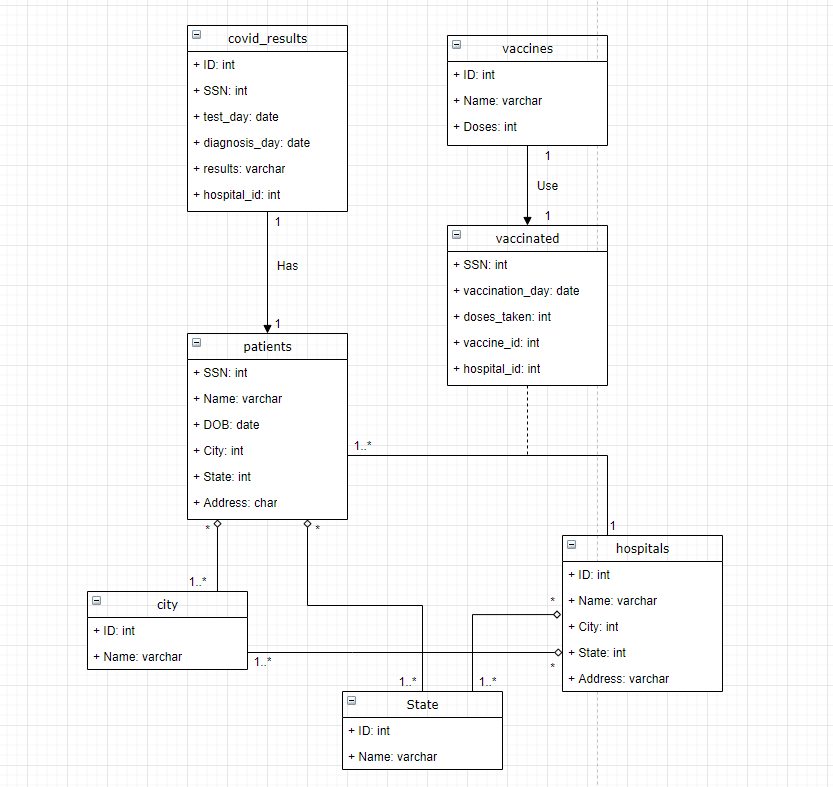 covid_results
+ ID: int
+ SSN: int
+ test_day: date
+ diagnosis_day: date
+ results: varchar
+ hospital_id: int
vaccines
+ ID: int
+ Name: varchar
+ Doses: int
1
Use
1
1
Has
1
vaccinated
+ SSN: int
+ vaccination_day: date
+ doses_taken: int
+ vaccine_id: int
+ hospital_id: int
patients
+ SSN: int
+ Name: varchar
+ DOB: date
+ City: int
+ State: int
+ Address: char
1..*
1
*
*
1..*
city
+ ID: int
+ Name: varchar
1..*
hospitals
+ ID: int
+ Name: varchar
+ City: int
+ State: int
+ Address: varchar
*
*
1..*
1..*
State
+ ID: int
+ Name: varchar